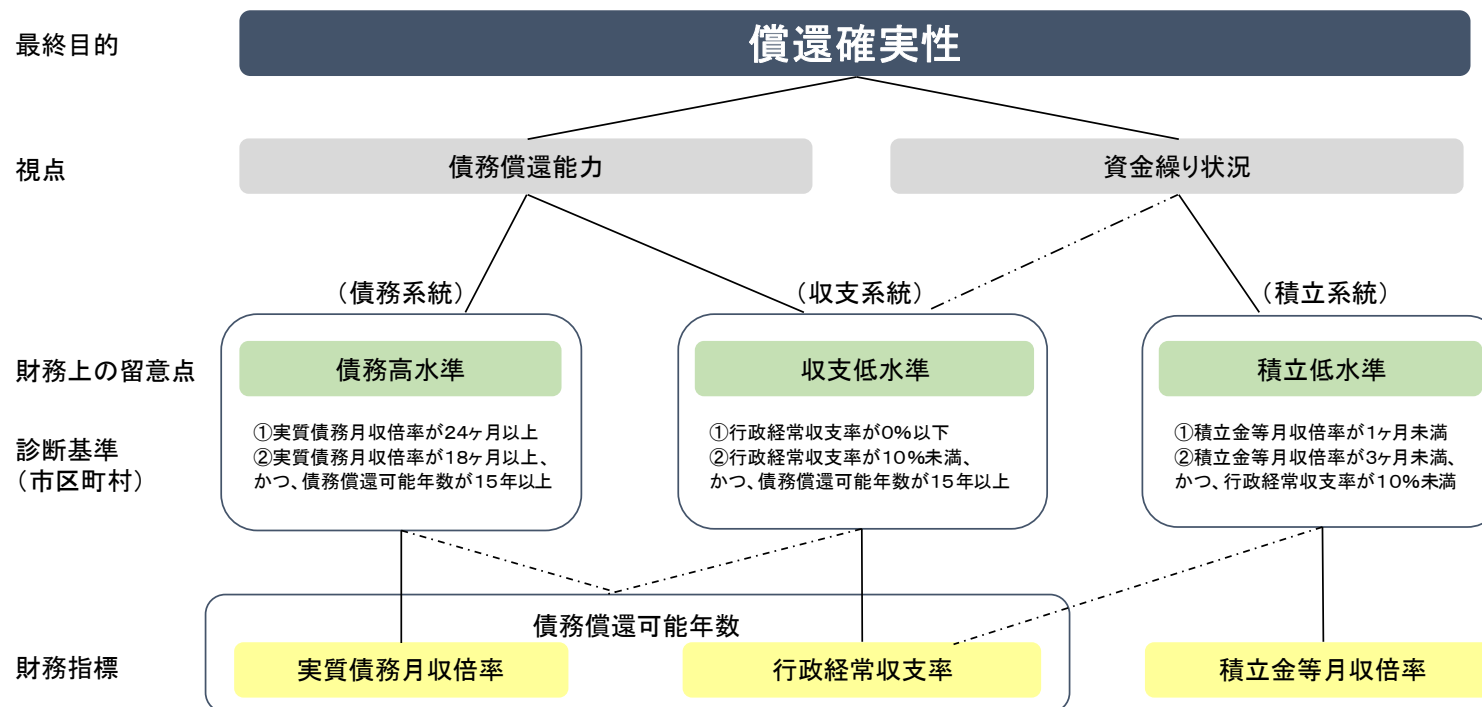 最終目的
償還確実性
視点
債務償還能力
資金繰り状況
（債務系統）
（収支系統）
（積立系統）
財務上の留意点
債務高水準
収支低水準
積立低水準
診断基準
（市区町村）
①実質債務月収倍率が24ヶ月以上
②実質債務月収倍率が18ヶ月以上、
かつ、債務償還可能年数が15年以上
①行政経常収支率が0%以下
②行政経常収支率が10%未満、
かつ、債務償還可能年数が15年以上
①積立金等月収倍率が1ヶ月未満
②積立金等月収倍率が3ヶ月未満、
かつ、行政経常収支率が10%未満
債務償還可能年数
財務指標
実質債務月収倍率
行政経常収支率
積立金等月収倍率